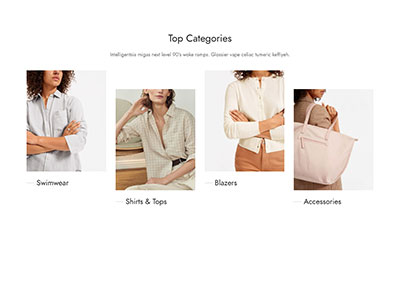 Top Categories
Intelligentsia migas next level 90's woke ramps. Glossier vape celiac tumeric keffiyeh.
Swimwear
Shirts & Tops
Blazers
Accessories